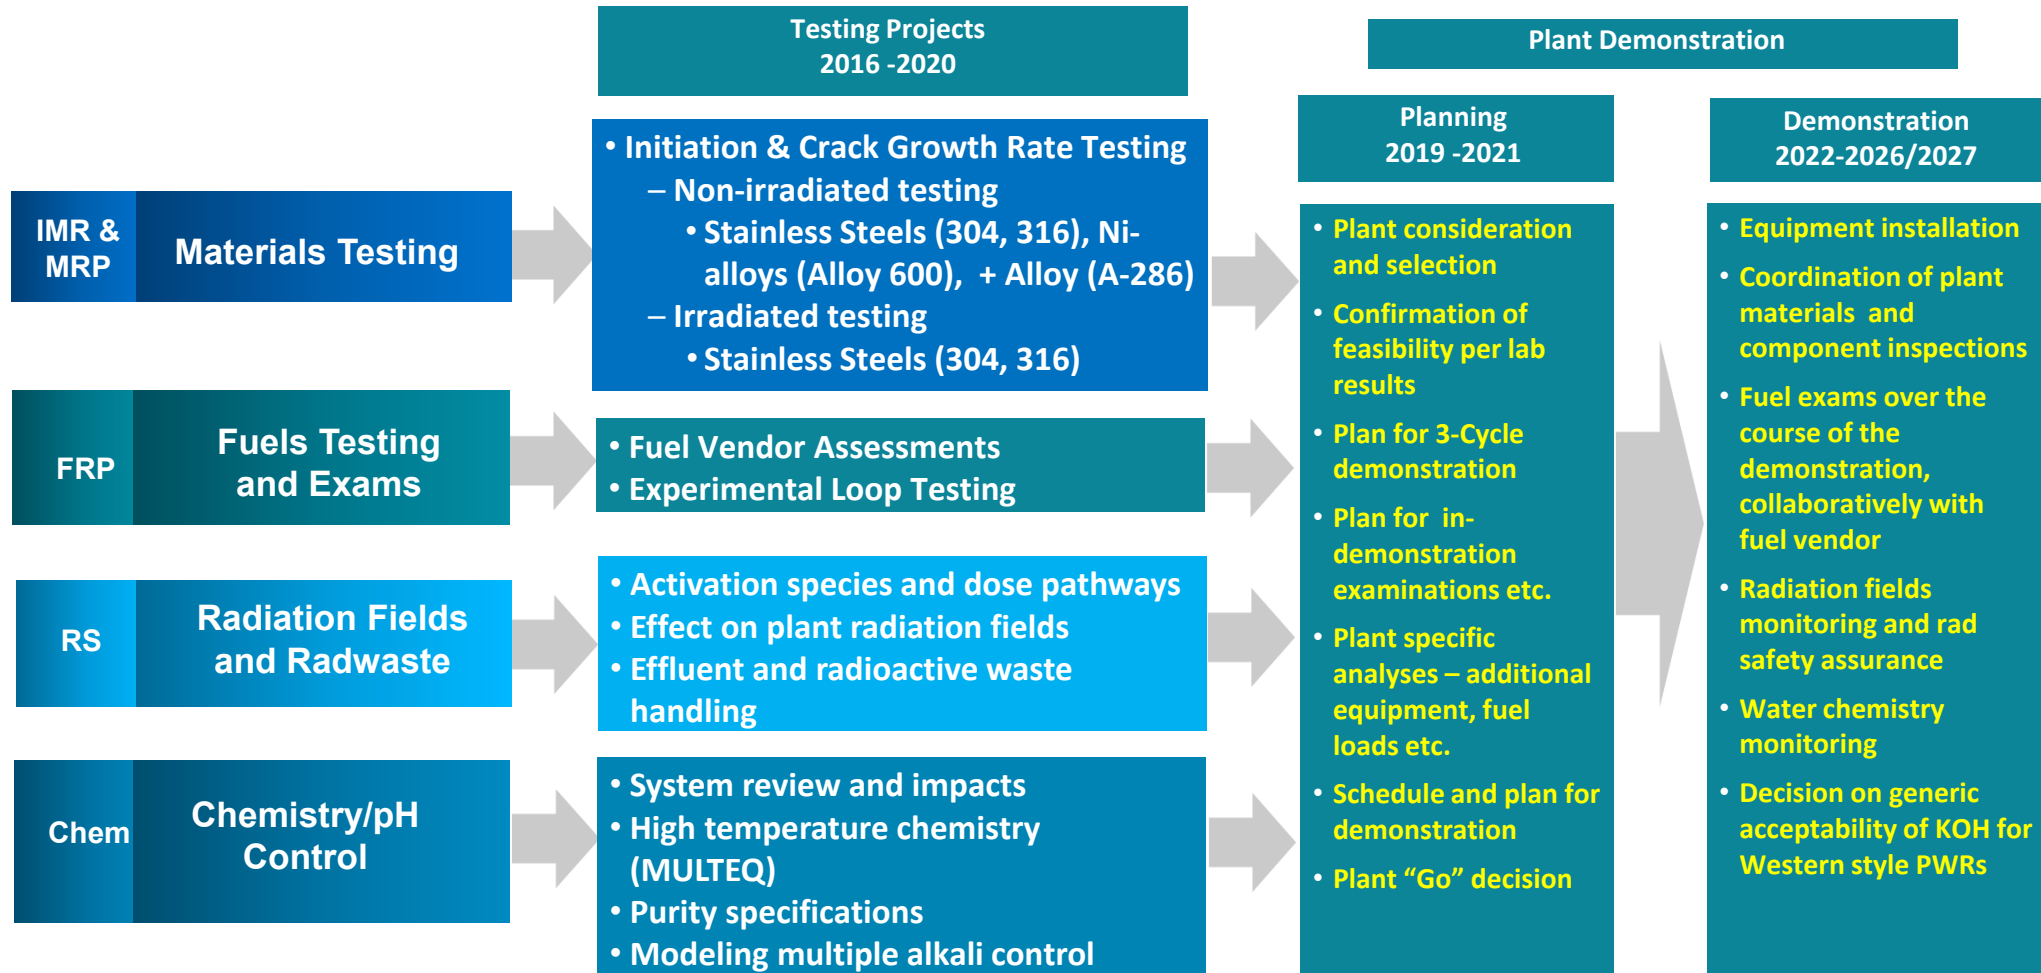 Testing Projects
2016 -2020
Plant Demonstration
Planning
2019 -2021
Demonstration
2022-2026/2027
IMR &
MRP
Materials Testing
• Initiation & Crack Growth Rate Testing
– Non-irradiated testing
• Stainless Steels (304, 316), Ni-
alloys (Alloy 600),  + Alloy (A-286)
– Irradiated testing
• Stainless Steels (304, 316)
FRP
Fuels Testing
and Exams
• Fuel Vendor Assessments
• Experimental Loop Testing
RS
Radiation Fields
and Radwaste
• Activation species and dose pathways
• Effect on plant radiation fields
• Effluent and radioactive waste
handling
Chem
Chemistry/pH
Control
• System review and impacts
• High temperature chemistry
(MULTEQ)
• Purity specifications
• Modeling multiple alkali control
• Plant consideration
and selection
• Confirmation of
feasibility per lab
results
• Plan for 3-Cycle
demonstration
• Plan for  in-
demonstration
examinations etc.
• Plant specific
analyses – additional
equipment, fuel
loads etc.
• Schedule and plan for
demonstration
• Plant “Go” decision
• Equipment installation
• Coordination of plant
materials  and
component inspections
• Fuel exams over the
course of the
demonstration,
collaboratively with
fuel vendor
• Radiation fields
monitoring and rad
safety assurance
• Water chemistry
monitoring
• Decision on generic
acceptability of KOH for
Western style PWRs